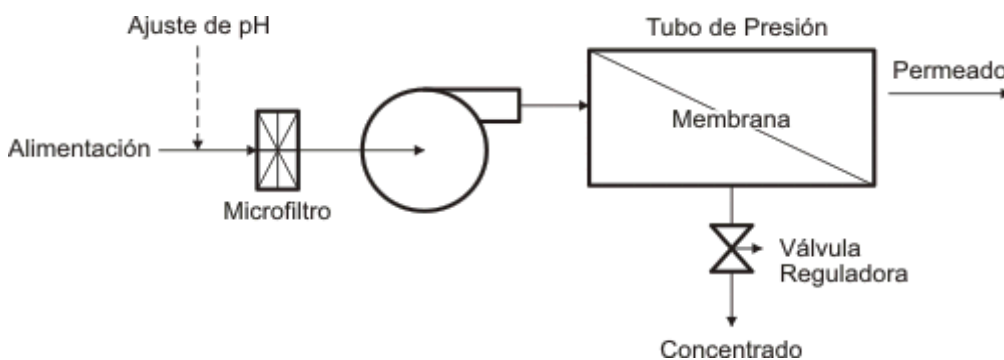 Ajuste de pH
Tubo de Presión
Permeado
Alimentación
Membrana
Microfiltro
Válvula
Reguladora
Concentrado